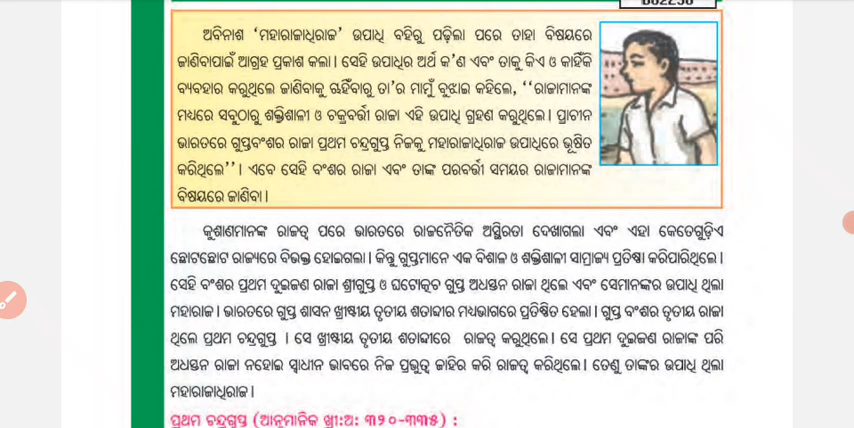 ଅବିନାଶ ‘ମହାରାଜାଧିରାଜ’ ଉପାଧି ବହିରୁ ପଢ଼ିଲା ପରେ ତାହା ବିଷୟରେ
ଜାଣିବାପାଇଁ ଆଗ୍ରହ ପ୍ରକାଶ କଲା। ସେହି ଉପାଧିର ଅର୍ଥ କ’ଣ ଏବଂ ତାକୁ କିଏ ଓ କାହିଁକି
ବ୍ୟବହାର କରୁଥିଲେ ଜାଣିବାକୁ ଚାହିଁବାରୁ ତା’ର ମାମୁଁ ବୁଝାଇ କହିଲେ, ‘‘ରାଜାମାନଙ୍କ
ମଧ୍ୟରେ ସବୁଠାରୁ ଶକ୍ତିଶାଳୀ ଓ ଚକ୍ରବର୍ତ୍ତୀ ରାଜା ଏହି ଉପାଧି ଗ୍ରହଣ କରୁଥିଲେ। ପ୍ରାଚୀନ
ଭାରତରେ ଗୁପ୍ତବଂଶର ରାଜା ପ୍ରଥମ ଚନ୍ଦ୍ରଗୁପ୍ତ ନିଜକୁ ମହାରାଜାଧିରାଜ ଉପାଧିରେ ଭୂଷିତ
କରିଥିଲେ’’। ଏବେ ସେହି ବଂଶର ରାଜା ଏବଂ ତାଙ୍କ ପରବର୍ତ୍ତୀ ସମୟର ରାଜାମାନଙ୍କ
ବିଷୟରେ ଜାଣିବା।
କୁଶାଣମାନଙ୍କ ରାଜତ୍ୱ ପରେ ଭାରତରେ ରାଜନୈତିକ ଅସ୍ଥିରତା ଦେଖାଗଲା ଏବଂ ଏହା କେତେଗୁଡ଼ିଏ
ଛୋଟଛୋଟ ରାଜ୍ୟରେ ବିଭକ୍ତ ହୋଇଗଲା। କିନ୍ତୁ ଗୁପ୍ତମାନେ ଏକ ବିଶାଳ ଓ ଶକ୍ତିଶାଳୀ ସାମ୍ରାଜ୍ୟ ପ୍ରତିଷ୍ଠା କରିପାରିଥିଲେ।
ସେହି ବଂଶର ପ୍ରଥମ ଦୁଇଜଣ ରାଜା ଶ୍ରୀଗୁପ୍ତ ଓ ଘଟୋତ୍କଚ ଗୁପ୍ତ ଅଧସ୍ତନ ରାଜା ଥିଲେ ଏବଂ ସେମାନଙ୍କର ଉପାଧି ଥିଲା
ମହାରାଜ। ଭାରତରେ ଗୁପ୍ତ ଶାସନ ଖ୍ରୀଷ୍ଟୀୟ ତୃତୀୟ ଶତାବ୍ଦୀର ମଧ୍ୟଭାଗରେ ପ୍ରତିଷ୍ଠିତ ହେଲା। ଗୁପ୍ତ ବଂଶର ତୃତୀୟ ରାଜା
ଥିଲେ ପ୍ରଥମ ଚନ୍ଦ୍ରଗୁପ୍ତ । ସେ ଖ୍ରୀଷ୍ଟୀୟ ତୃତୀୟ ଶତାବ୍ଦୀରେ ରାଜତ୍ୱ କରୁଥିଲେ। ସେ ପ୍ରଥମ ଦୁଇଜଣ ରାଜାଙ୍କ ପରି
ଅଧସ୍ତନ ରାଜା ନହୋଇ ସ୍ୱାଧୀନ ଭାବରେ ନିଜ ପ୍ରଭୁତ୍ୱ ଜାହିର କରି ରାଜତ୍ୱ କରିଥିଲେ। ତେଣୁ ତାଙ୍କର ଉପାଧି ଥିଲା
ମହାରାଜାଧିରାଜ।
ପ୍ରଥମ ଚନ୍ଦ୍ରଗୁପ୍ତ (ଆନୁମାନିକ ଖ୍ରୀ:ଅ: ୩୨୦-୩୩୫) :